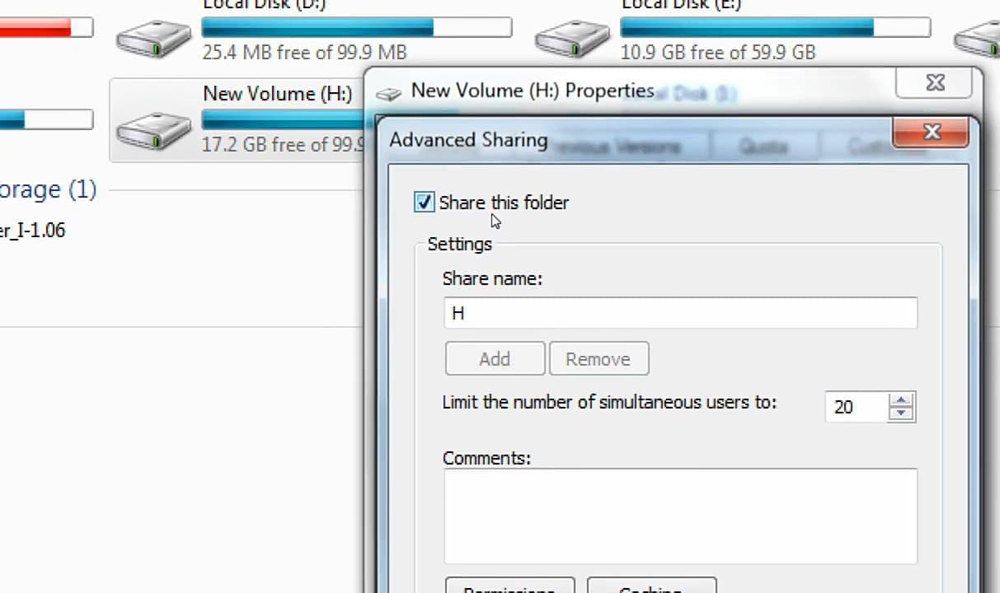 Local Disk (D:)
Local Disk (E:)
25.4 MB free of 99.9 MB
10.9 GB free of 59.9 GB
New Volume (H:)
17.2 GB free of 99.9
New Volume (H:) Properties
Advanced Sharing
Previous Versions
Quota
orage (1)
er_I-1.06
Share this folder
Settings
Share name:
H
Add
Remove
Limit the number of simultaneous users to:
20
Comments:
Permissions
Caching